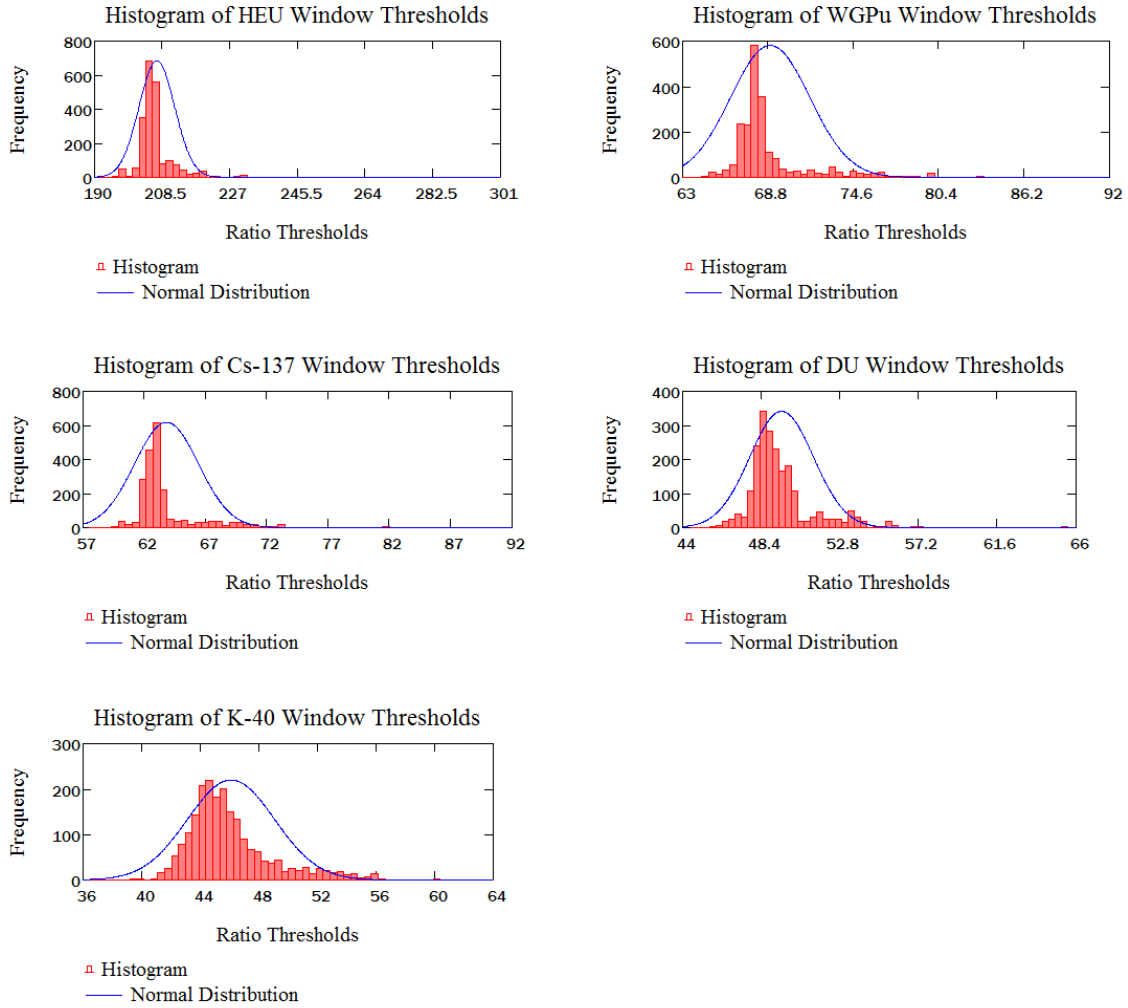 Histogram of HEU Window Thresholds
800
600
400
200
0
Frequency
190 208.5 227 245.5 264 282.5 301
Ratio Thresholds
Histogram
Normal Distribution
Histogram of WGPu Window Thresholds
600
400
200
0
Frequency
63 68.8 74.6 80.4 86.2 92
Ratio Thresholds
Histogram
Normal Distribution
Histogram of Cs-137 Window Thresholds
800
600
400
200
0
Frequency
57 62 67 72 77 82 87 92
Ratio Thresholds
Histogram
Normal Distribution
Histogram of DU Window Thresholds
400
300
200
100
0
Frequency
44 48.4 52.8 57.2 61.6 66
Ratio Thresholds
Histogram
Normal Distribution
Histogram of K-40 Window Thresholds
300
200
100
0
Frequency
36 40 44 48 52 56 60 64
Ratio Thresholds
Histogram
Normal Distribution